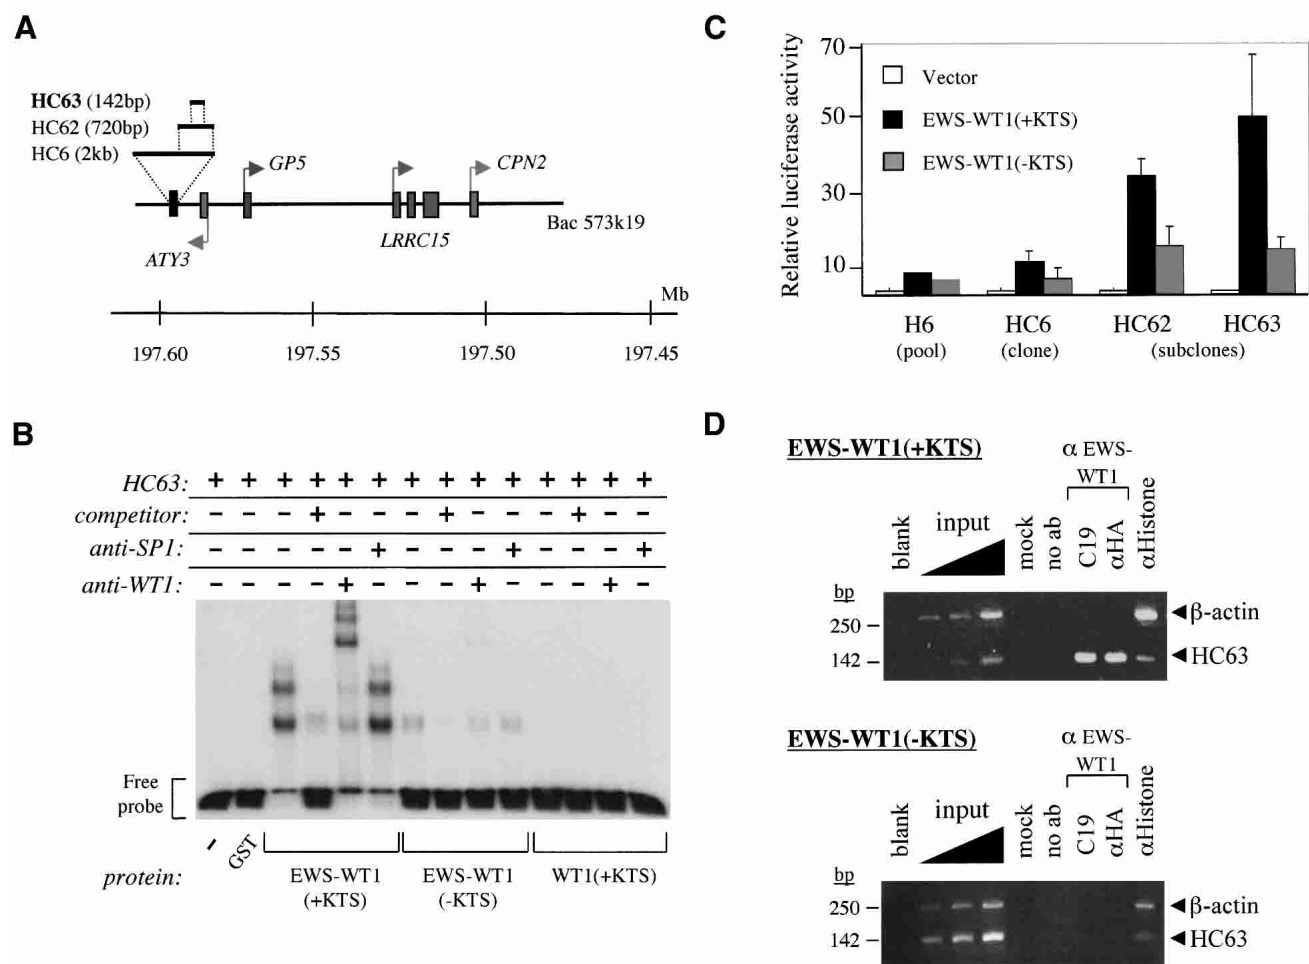 A
HC63 (142bp)
HC62 (720bp)
HC6 (2kb)
GP5
CPN2
ATY3
LRRC15
Bac 573k19
Mb
197.60 197.55 197.50 197.45
B
HC63: + + + + + + + + + + + + + +
competitor: − − − + − − − + − − − + − −
anti-SP1: − − − − − + − − − + − − − +
anti-WT1: − − − − + − − − + − − − + −
Free
probe
− GST
protein: EWS-WT1 EWS-WT1 WT1(+KTS)
(+KTS) (-KTS)
C
Relative luciferase activity
70
50
30
10
Vector
EWS-WT1(+KTS)
EWS-WT1(-KTS)
H6 HC6 HC62 HC63
(pool) (clone) (subclones)
D
EWS-WT1(+KTS)
α EWS-
WT1
blank input mock no ab C19 αHA αHistone
bp
250
142
β-actin
HC63
EWS-WT1(-KTS)
α EWS-
WT1
blank input mock no ab C19 αHA αHistone
bp
250
142
β-actin
HC63